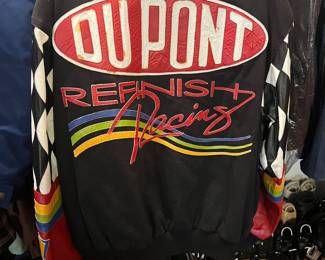 DUPONT
REFINISH
Racing